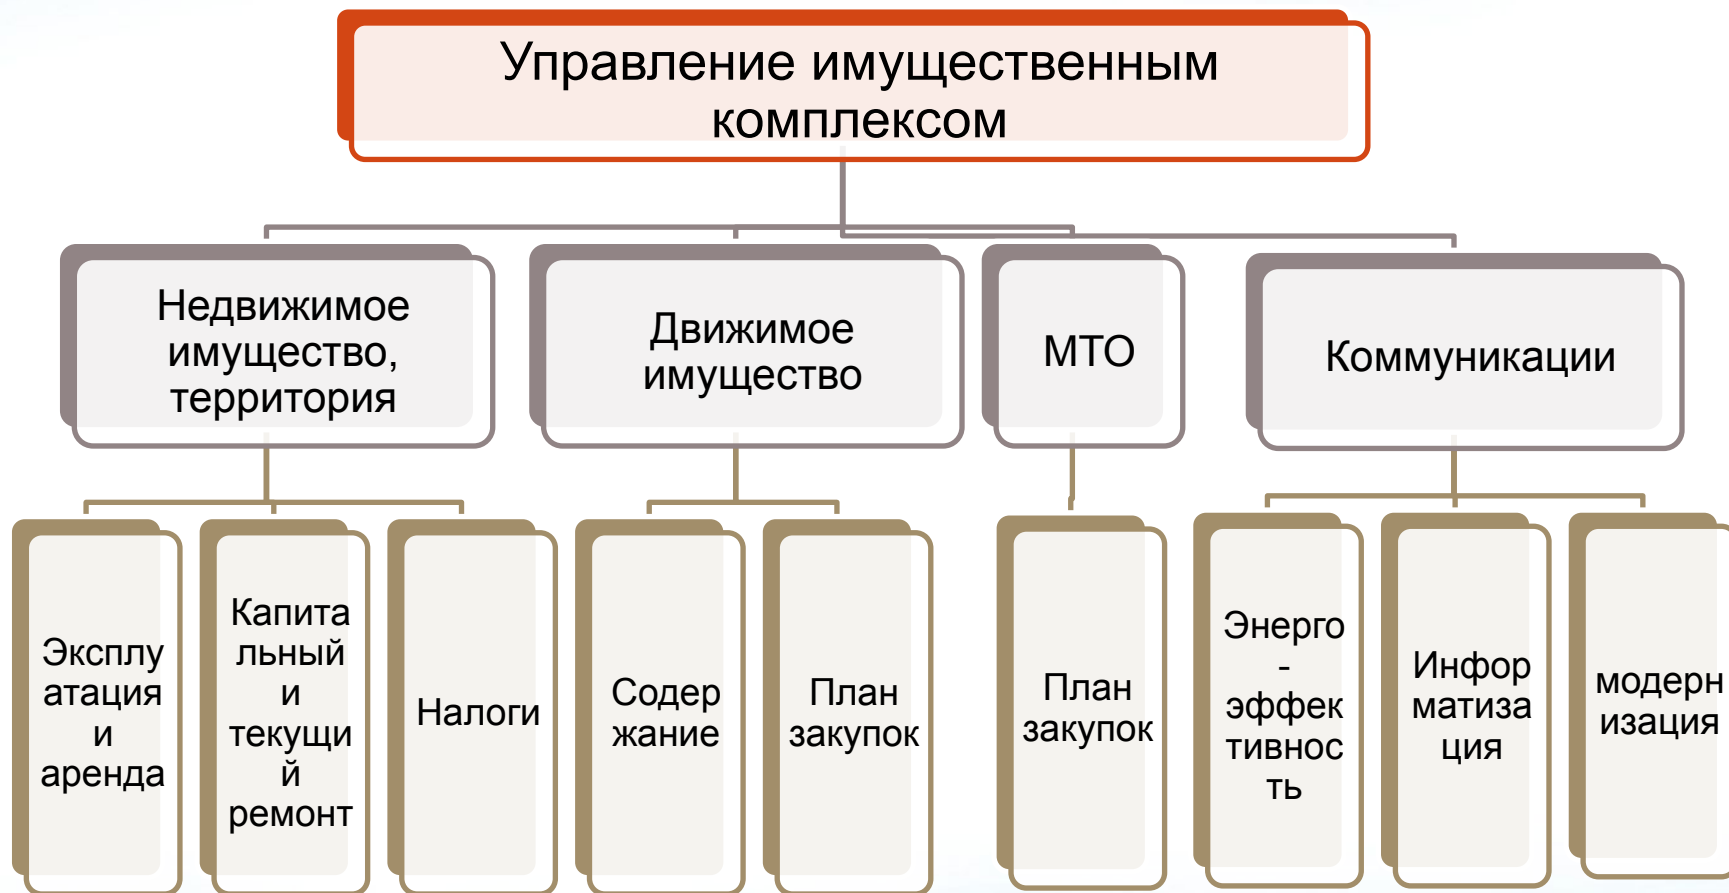 Управление имущественным
комплексом
Недвижимое
имущество,
территория
Движимое
имущество
МТО
Коммуникации
Эксплу
атация
и
аренда
Капита
льный
и
текущи
й
ремонт
Налоги
Содер
жание
План
закупок
План
закупок
Энерго
-
эффек
тивнос
ть
Инфор
матиза
ция
модерн
изация